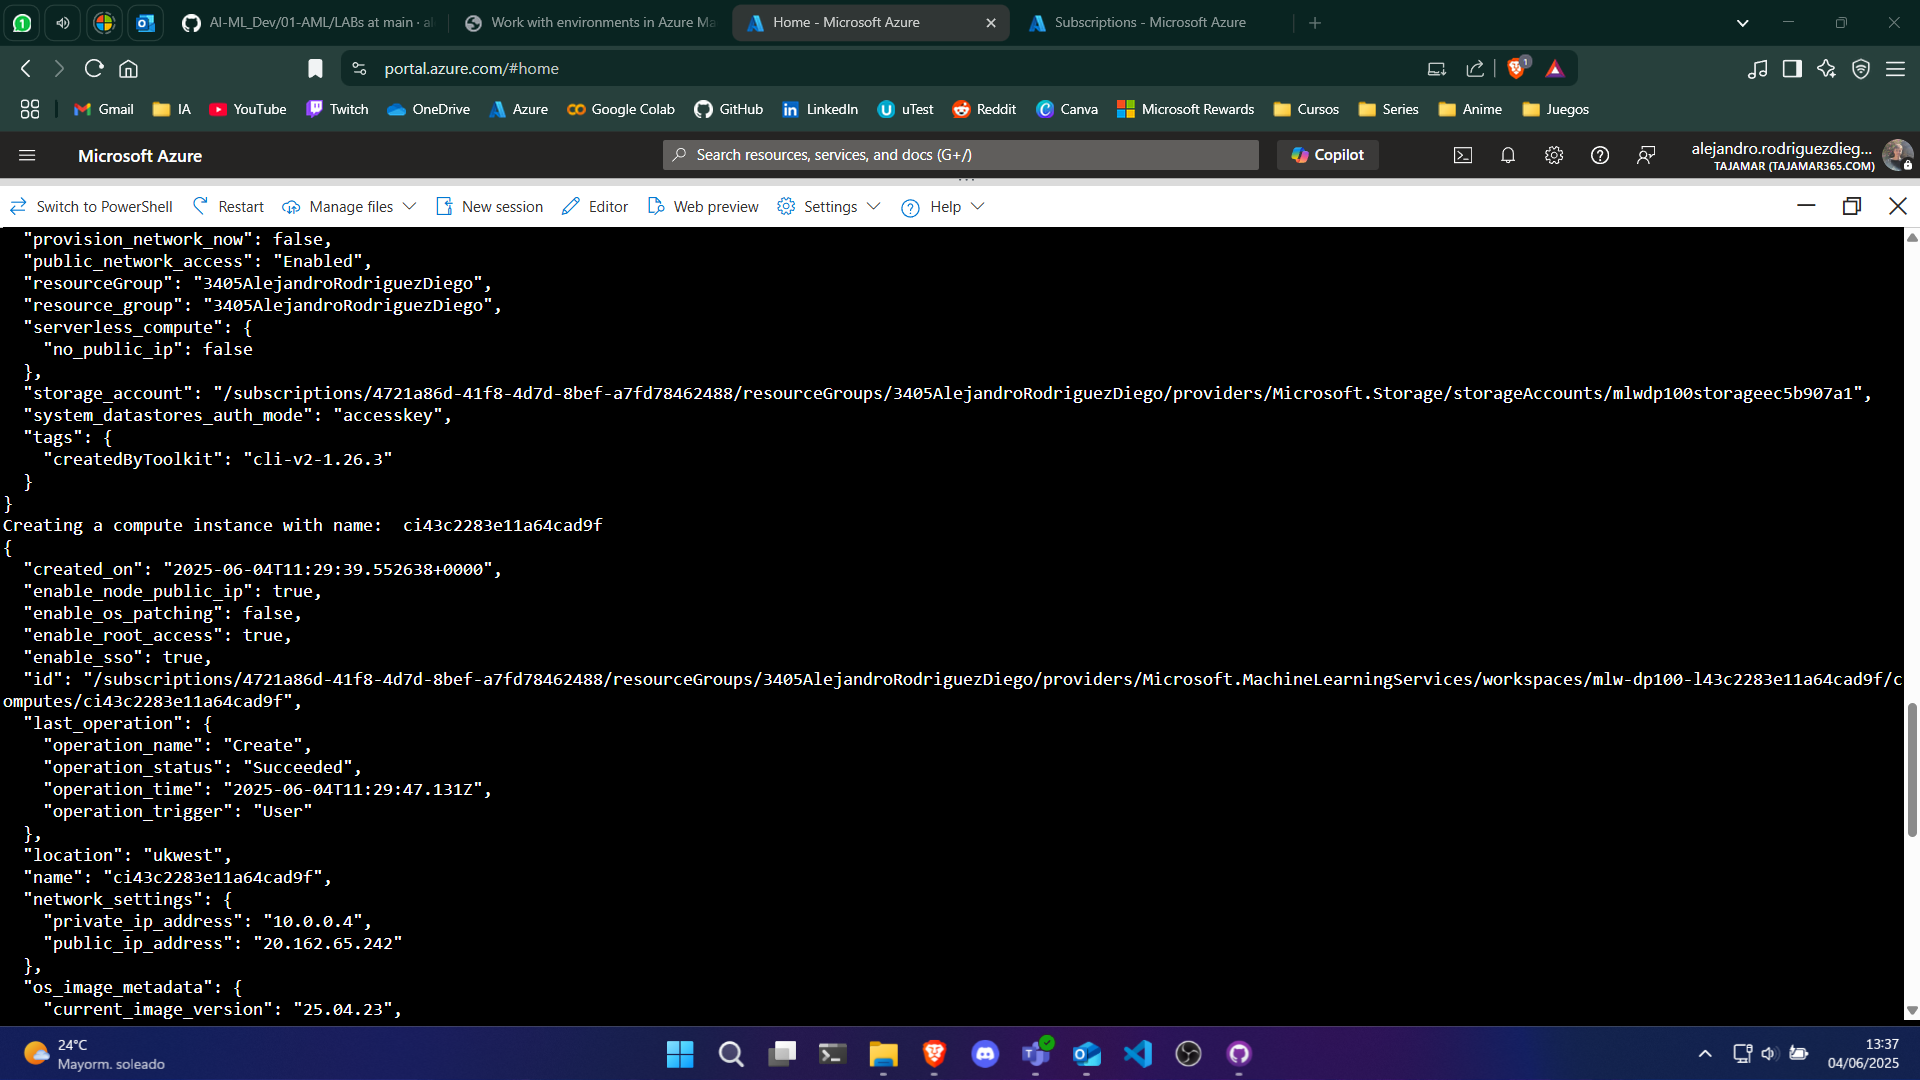 AI-ML_Dev/01-AML/LABs at main · al
Work with environments in Azure Ma
Home - Microsoft Azure
Subscriptions - Microsoft Azure
portal.azure.com/#home
1
Gmail
IA
YouTube
Twitch
OneDrive
Azure
Google Colab
GitHub
LinkedIn
uTest
Reddit
Canva
Microsoft Rewards
Cursos
Series
Anime
Juegos
Microsoft Azure
Search resources, services, and docs (G+/)
Copilot
alejandro.rodriguezdieg...
TAJAMAR (TAJAMAR365.COM)
Switch to PowerShell
Restart
Manage files
New session
Editor
Web preview
Settings
Help
"provision_network_now": false,
"public_network_access": "Enabled",
"resourceGroup": "3405AlejandroRodriguezDiego",
"resource_group": "3405AlejandroRodriguezDiego",
"serverless_compute": {
"no_public_ip": false
},
"storage_account": "/subscriptions/4721a86d-41f8-4d7d-8bef-a7fd78462488/resourceGroups/3405AlejandroRodriguezDiego/providers/Microsoft.Storage/storageAccounts/mlwdp100storageec5b907a1",
"system_datastores_auth_mode": "accesskey",
"tags": {
"createdByToolkit": "cli-v2-1.26.3"
}
}
Creating a compute instance with name:  ci43c2283e11a64cad9f
{
"created_on": "2025-06-04T11:29:39.552638+0000",
"enable_node_public_ip": true,
"enable_os_patching": false,
"enable_root_access": true,
"enable_sso": true,
"id": "/subscriptions/4721a86d-41f8-4d7d-8bef-a7fd78462488/resourceGroups/3405AlejandroRodriguezDiego/providers/Microsoft.MachineLearningServices/workspaces/mlw-dp100-l43c2283e11a64cad9f/c
omputes/ci43c2283e11a64cad9f",
"last_operation": {
"operation_name": "Create",
"operation_status": "Succeeded",
"operation_time": "2025-06-04T11:29:47.131Z",
"operation_trigger": "User"
},
"location": "ukwest",
"name": "ci43c2283e11a64cad9f",
"network_settings": {
"private_ip_address": "10.0.0.4",
"public_ip_address": "20.162.65.242"
},
"os_image_metadata": {
"current_image_version": "25.04.23",
24°C
Mayorm. soleado
13:37
04/06/2025